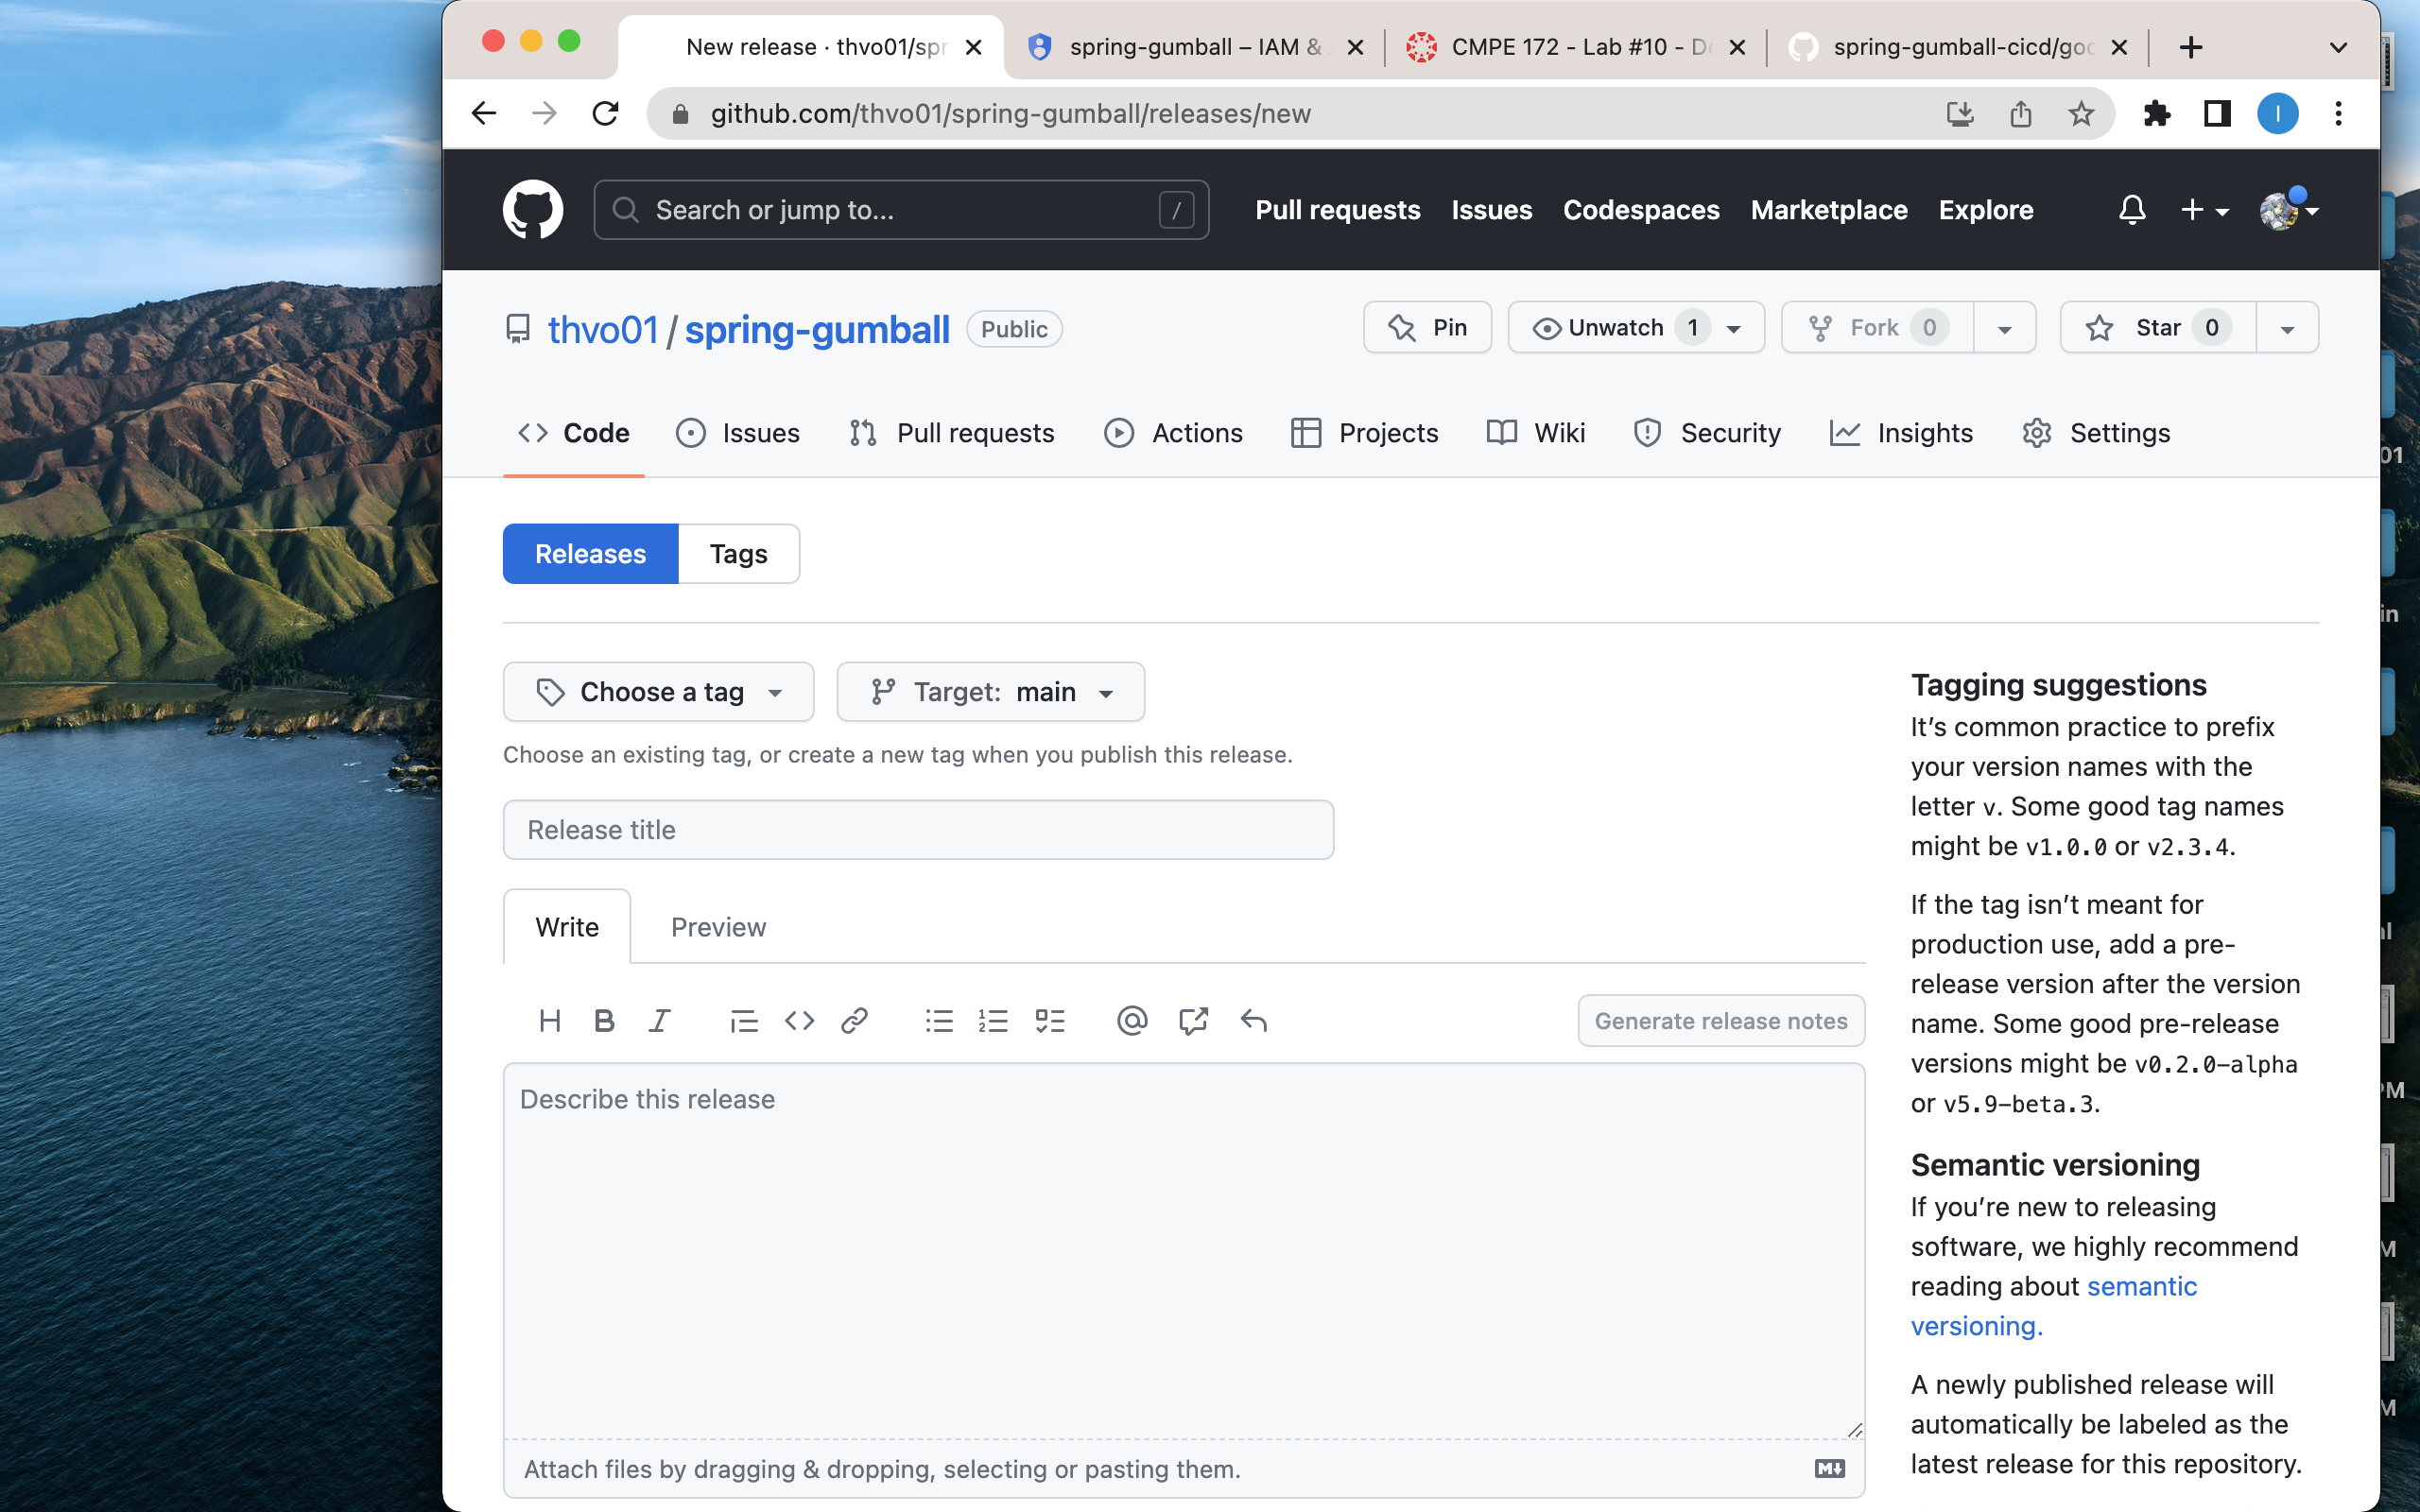 New release · thvo01/spr
spring-gumball – IAM &
CMPE 172 - Lab #10 - De
spring-gumball-cicd/goo
github.com/thvo01/spring-gumball/releases/new
I
Search or jump to...
/
Pull requests
Issues
Codespaces
Marketplace
Explore
thvo01 / spring-gumball
Public
Pin
Unwatch 1
Fork 0
Star 0
Code
Issues
Pull requests
Actions
Projects
Wiki
Security
Insights
Settings
Releases
Tags
Choose a tag
Target: main
Choose an existing tag, or create a new tag when you publish this release.
Release title
Write
Preview
Generate release notes
Describe this release
Attach files by dragging & dropping, selecting or pasting them.
Tagging suggestions
It’s common practice to prefix
your version names with the
letter v. Some good tag names
might be v1.0.0 or v2.3.4.
If the tag isn’t meant for
production use, add a pre-
release version after the version
name. Some good pre-release
versions might be v0.2.0-alpha
or v5.9-beta.3.
Semantic versioning
If you’re new to releasing
software, we highly recommend
reading about semantic
versioning.
A newly published release will
automatically be labeled as the
latest release for this repository.